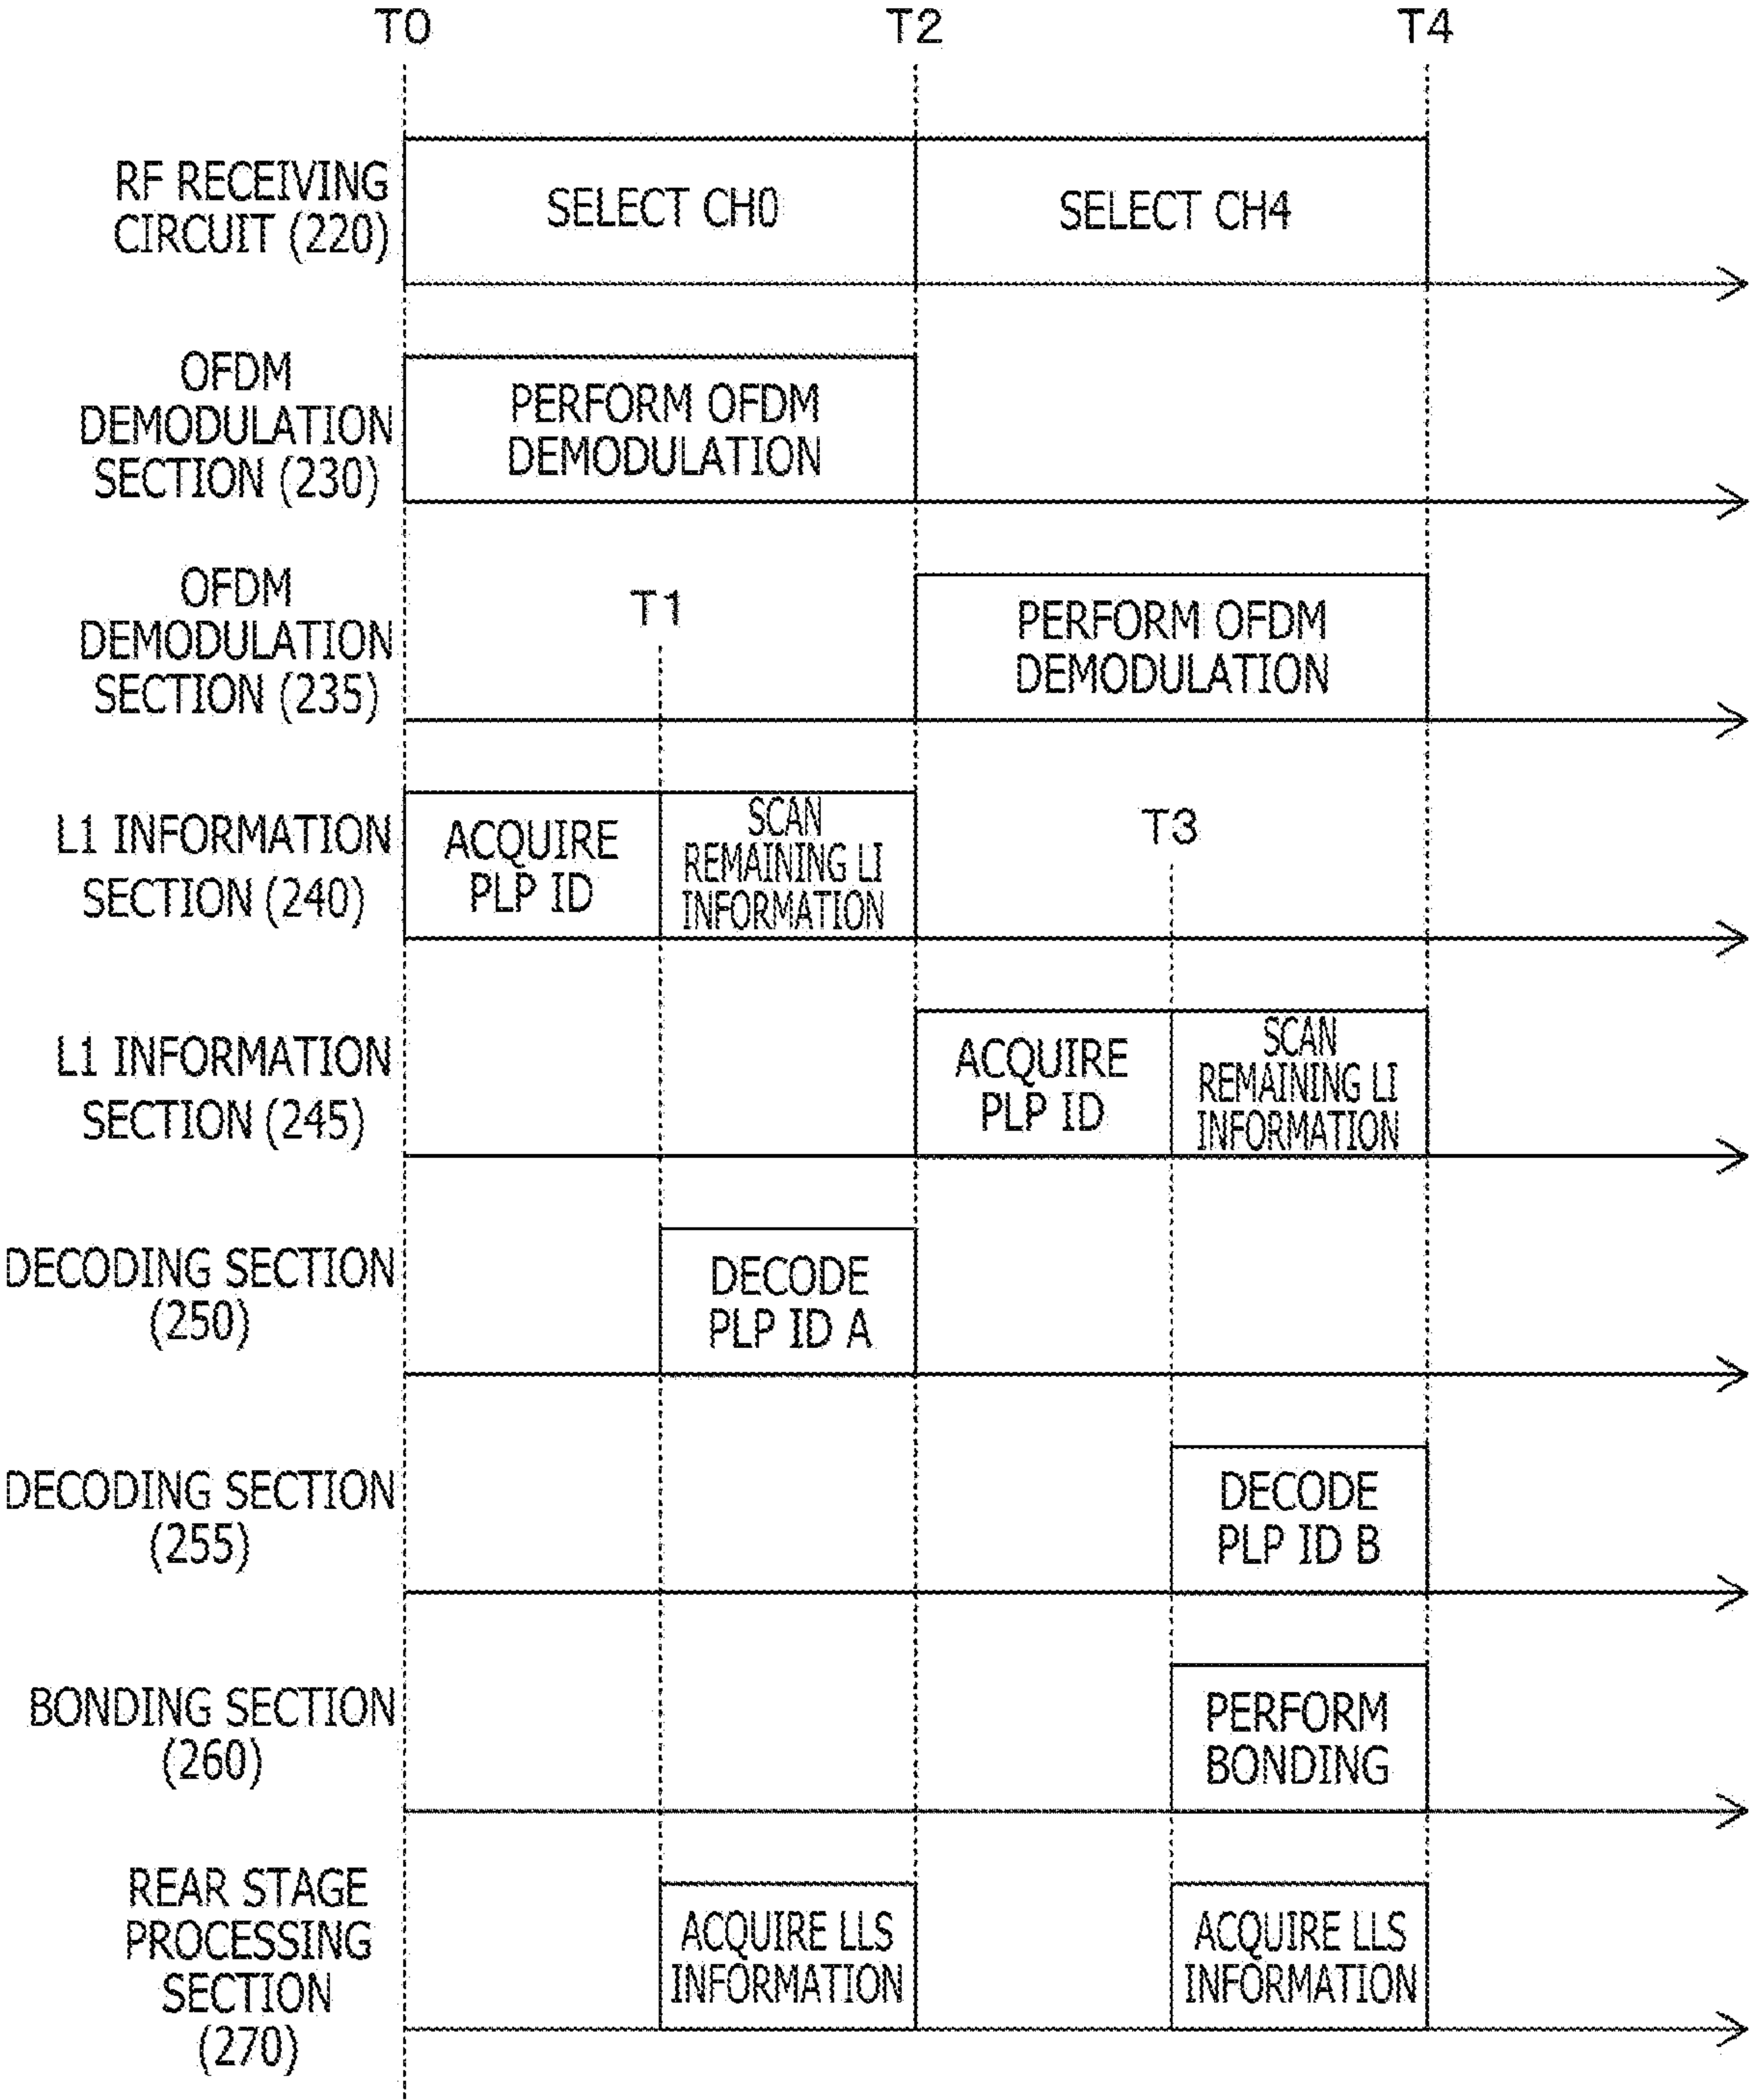 T0 T2 T4
RF RECEIVING
CIRCUIT (220)
SELECT CH0
SELECT CH4
OFDM
DEMODULATION
SECTION (230)
PERFORM OFDM
DEMODULATION
OFDM
DEMODULATION
SECTION (235)
T1
PERFORM OFDM
DEMODULATION
L1 INFORMATION
SECTION (240)
ACQUIRE
PLP ID
SCAN
REMAINING LI
INFORMATION
T3
L1 INFORMATION
SECTION (245)
ACQUIRE
PLP ID
SCAN
REMAINING LI
INFORMATION
DECODING SECTION
(250)
DECODE
PLP ID A
DECODING SECTION
(255)
DECODE
PLP ID B
BONDING SECTION
(260)
PERFORM
BONDING
REAR STAGE
PROCESSING
SECTION
(270)
ACQUIRE LLS
INFORMATION
ACQUIRE LLS
INFORMATION